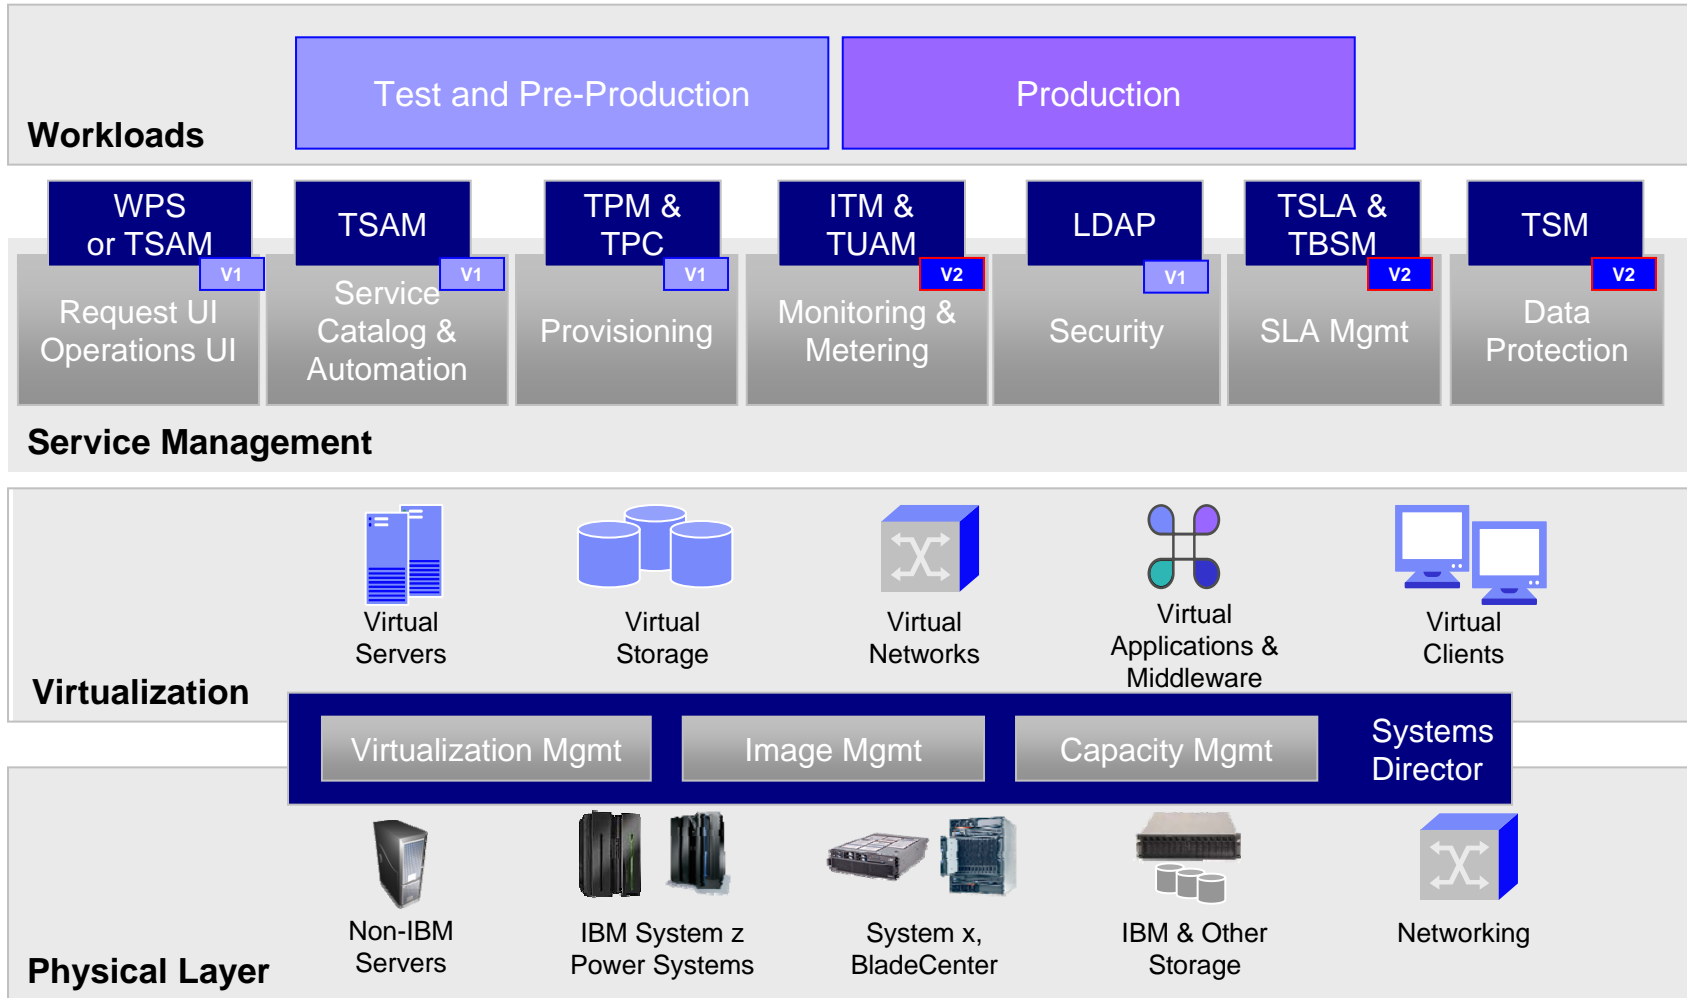 Test and Pre-Production
Production
Workloads
WPS
or TSAM
V1
Request UI
Operations UI
TSAM
V1
Service
Catalog &
Automation
TPM &
TPC
V1
Provisioning
ITM &
TUAM
V2
Monitoring &
Metering
LDAP
V1
Security
TSLA &
TBSM
V2
SLA Mgmt
TSM
V2
Data
Protection
Service Management
Virtual
Servers
Virtual
Storage
Virtual
Networks
Virtual
Applications &
Middleware
Virtual
Clients
Virtualization
Virtualization Mgmt
Image Mgmt
Capacity Mgmt
Systems
Director
Non-IBM
Servers
IBM System z
Power Systems
System x,
BladeCenter
IBM & Other
Storage
Networking
Physical Layer